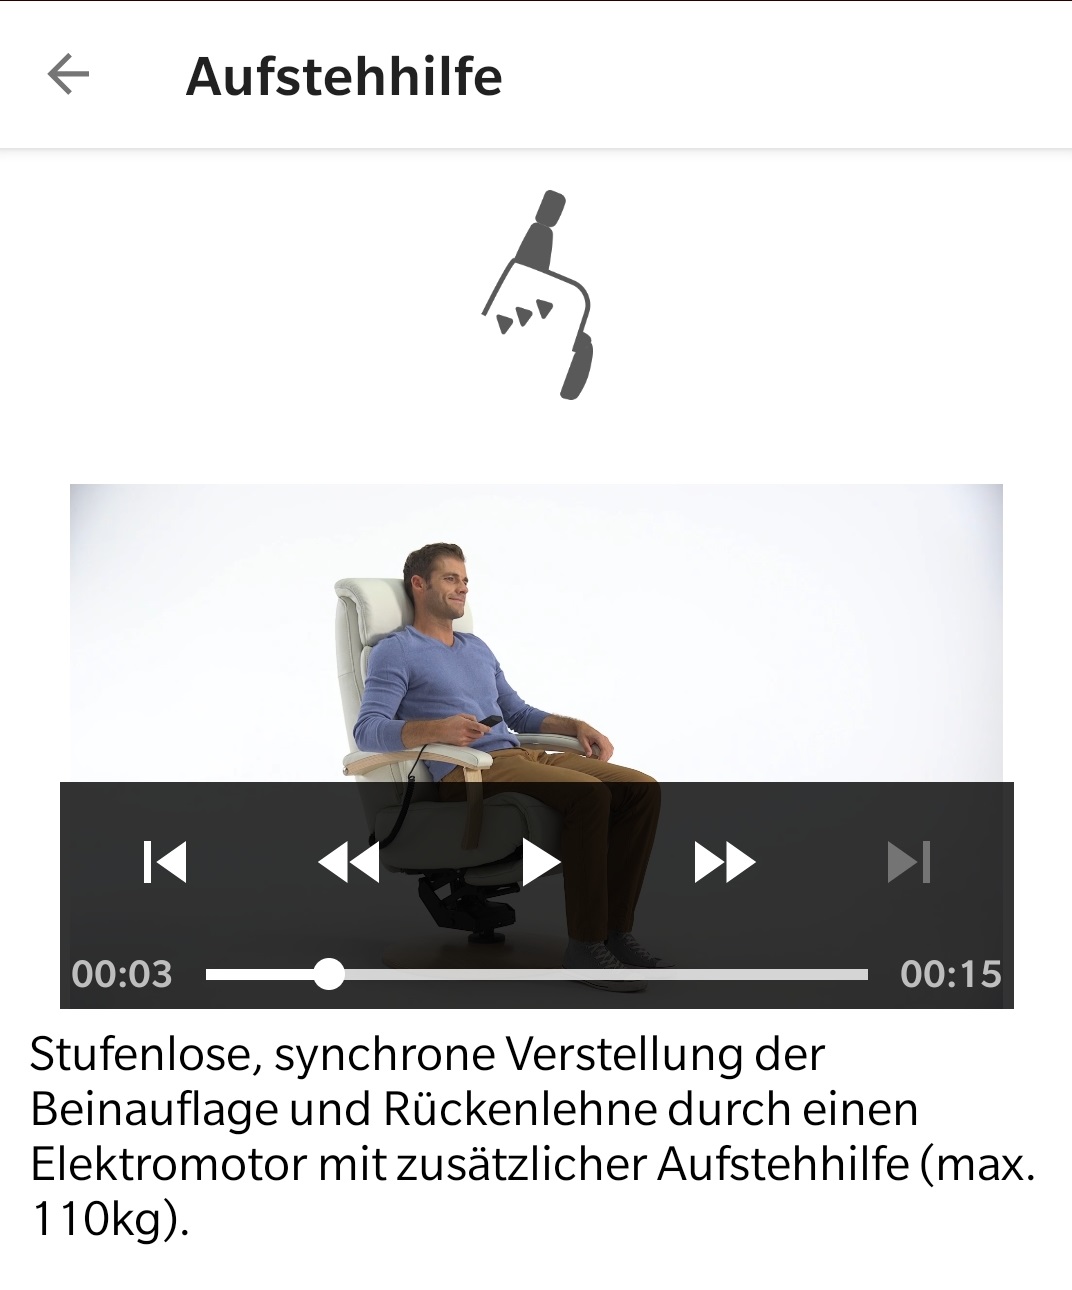 Aufstehhilfe
00:03
00:15
Stufenlose, synchrone Verstellung der
Beinauflage und Rückenlehne durch einen
Elektromotor mit zusätzlicher Aufstehhilfe (max.
110kg).